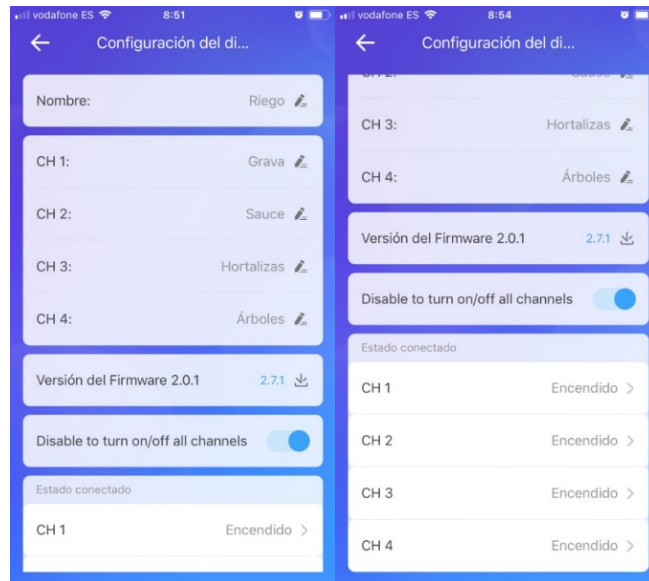 vodafone ES 8:51
Configuración del di...
Nombre: Riego
CH 1: Grava
CH 2: Sauce
CH 3: Hortalizas
CH 4: Árboles
Versión del Firmware 2.0.1 2.7.1
Disable to turn on/off all channels
Estado conectado
CH 1 Encendido
vodafone ES 8:54
Configuración del di...
CH 2: Sauce
CH 3: Hortalizas
CH 4: Árboles
Versión del Firmware 2.0.1 2.7.1
Disable to turn on/off all channels
Estado conectado
CH 1 Encendido
CH 2 Encendido
CH 3 Encendido
CH 4 Encendido